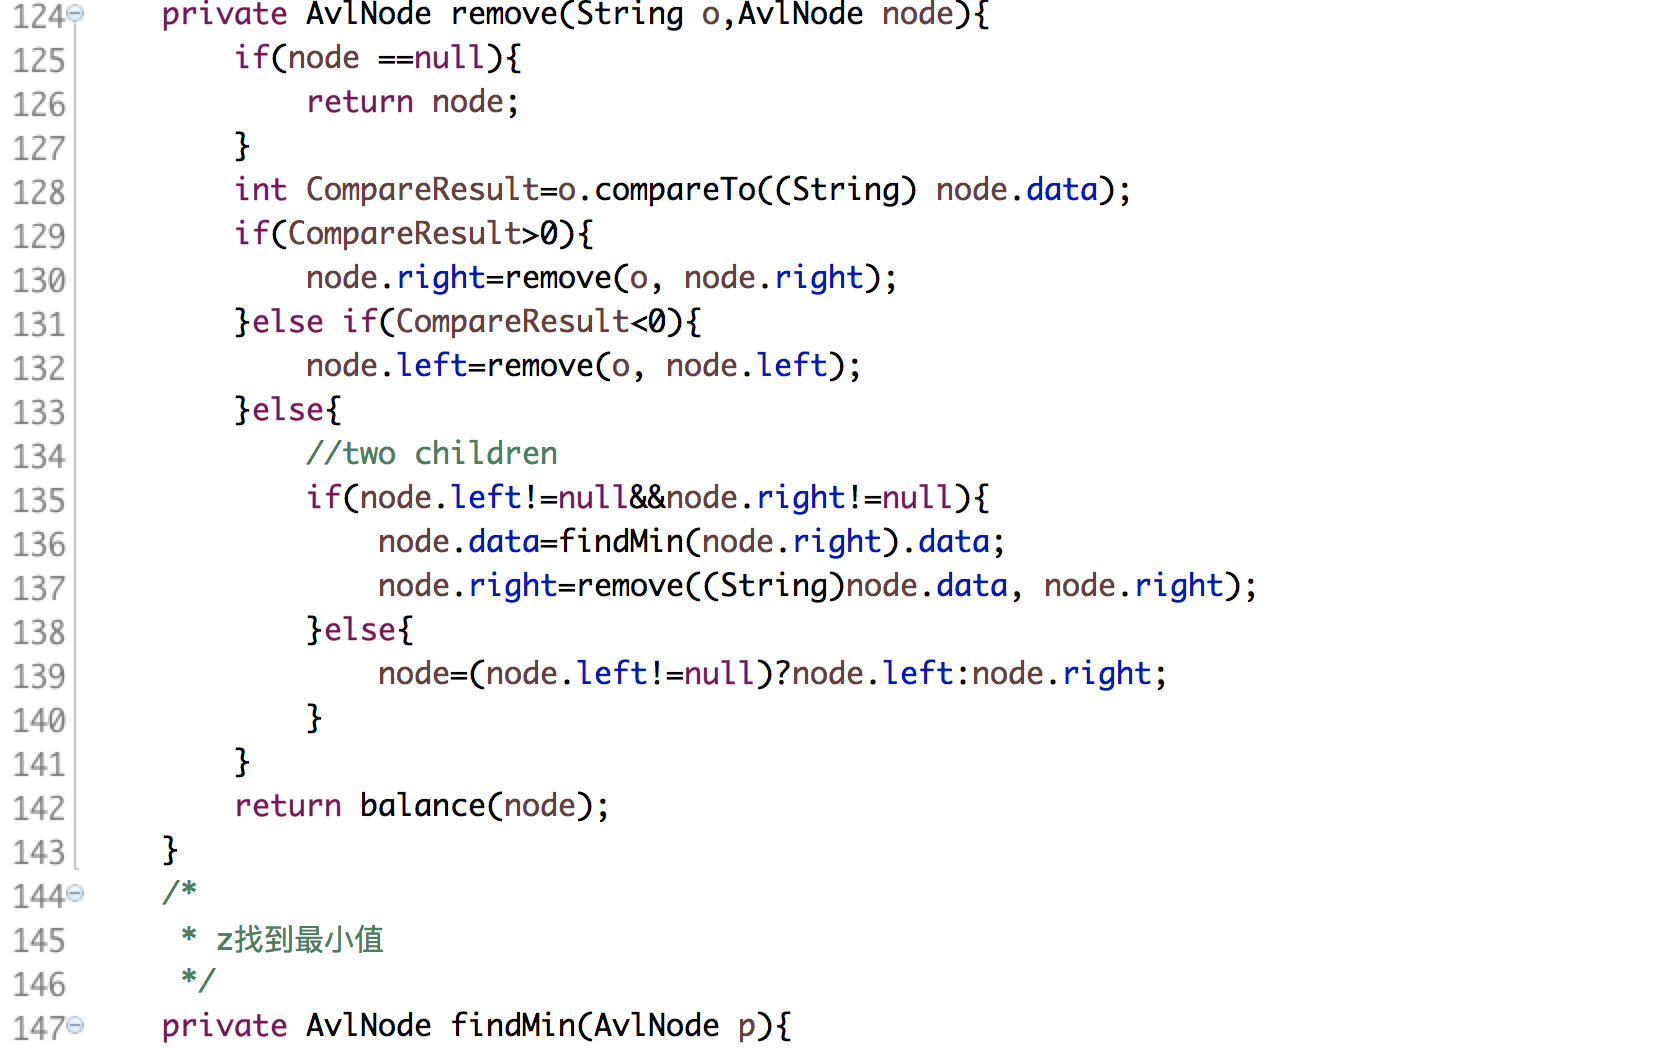 124 private AvlNode remove(String o,AvlNode node){
125 if(node ==null){
126 return node;
127 }
128 int CompareResult=o.compareTo((String) node.data);
129 if(CompareResult>0){
130 node.right=remove(o, node.right);
131 }else if(CompareResult<0){
132 node.left=remove(o, node.left);
133 }else{
134 //two children
135 if(node.left!=null&&node.right!=null){
136 node.data=findMin(node.right).data;
137 node.right=remove((String)node.data, node.right);
138 }else{
139 node=(node.left!=null)?node.left:node.right;
140 }
141 }
142 return balance(node);
143 }
144 /*
145 * z找到最小值
146 */
147 private AvlNode findMin(AvlNode p){